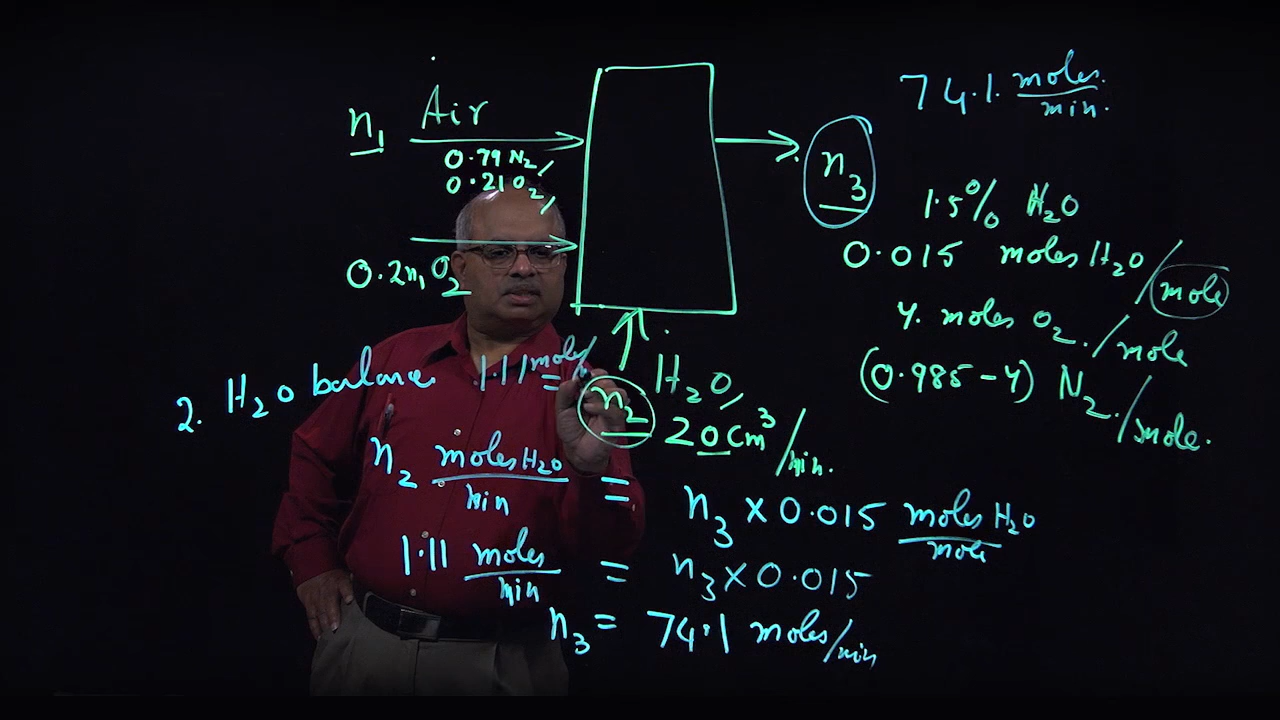 n₁ Air
0.79 N₂,
0.21 O₂,
0.2n₁ O₂
n₃
74.1 moles/min.
1.5% H₂O
0.015 moles H₂O/mole
y. moles O₂./mole
(0.985-y) N₂./mole.
n₂ H₂O,
20 cm³/min.
2. H₂O balance 1.11 moles/
=
n₂ moles H₂O/min = n₃ × 0.015 moles H₂O/mole
1.11 moles/min = n₃ × 0.015
n₃ = 74.1 moles/min